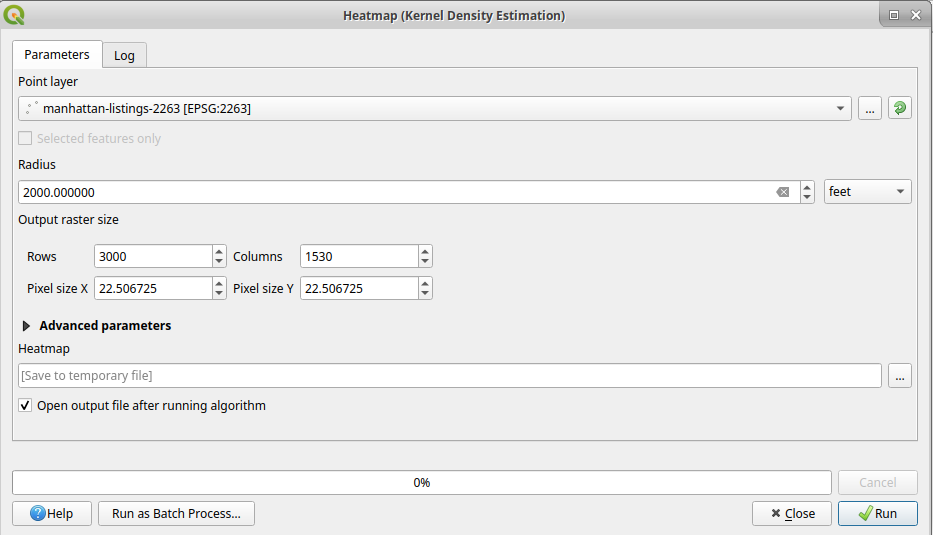 Heatmap (Kernel Density Estimation)
Parameters Log
Point layer
manhattan-listings-2263 [EPSG:2263] ...
Selected features only
Radius
2000.000000 feet
Output raster size
Rows 3000 Columns 1530
Pixel size X 22.506725 Pixel size Y 22.506725
Advanced parameters
Heatmap
[Save to temporary file] ...
Open output file after running algorithm
0% Cancel
Help Run as Batch Process... Close Run